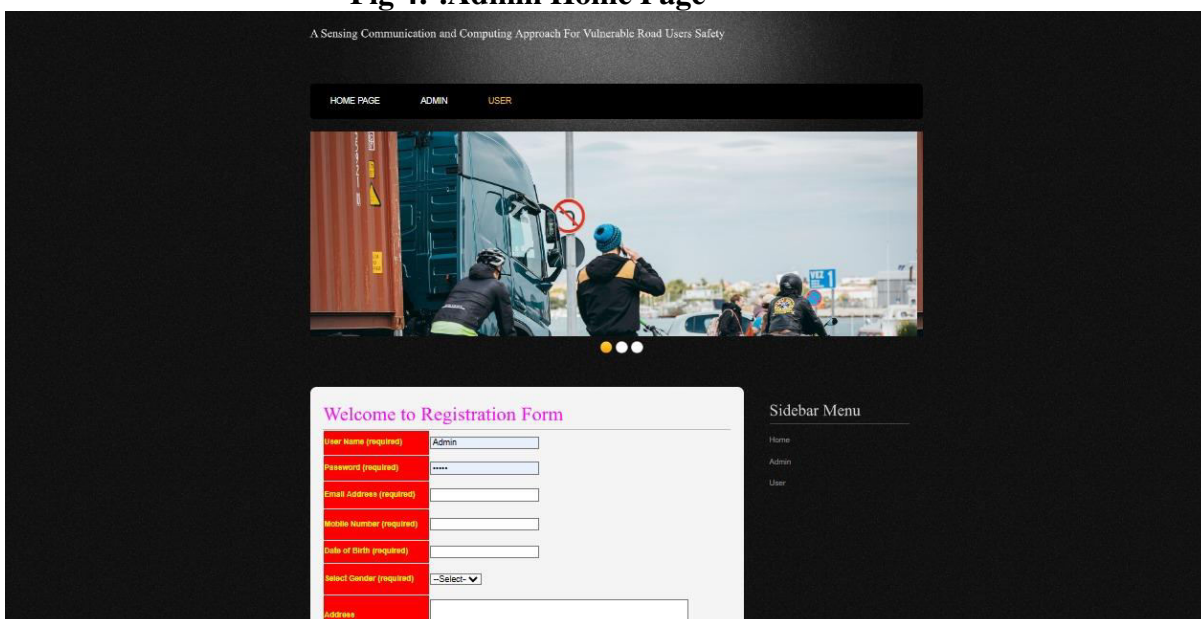 Fig 4. :Admin Home Page
A Sensing Communication and Computing Approach For Vulnerable Road Users Safety
HOME PAGE ADMIN USER
VEZ 1
Welcome to Registration Form
Sidebar Menu
User Name (required) Admin
Home
Password (required) •••••
Admin
Email Address (required)
User
Mobile Number (required)
Date of Birth (required)
Select Gender (required) --Select-
Address